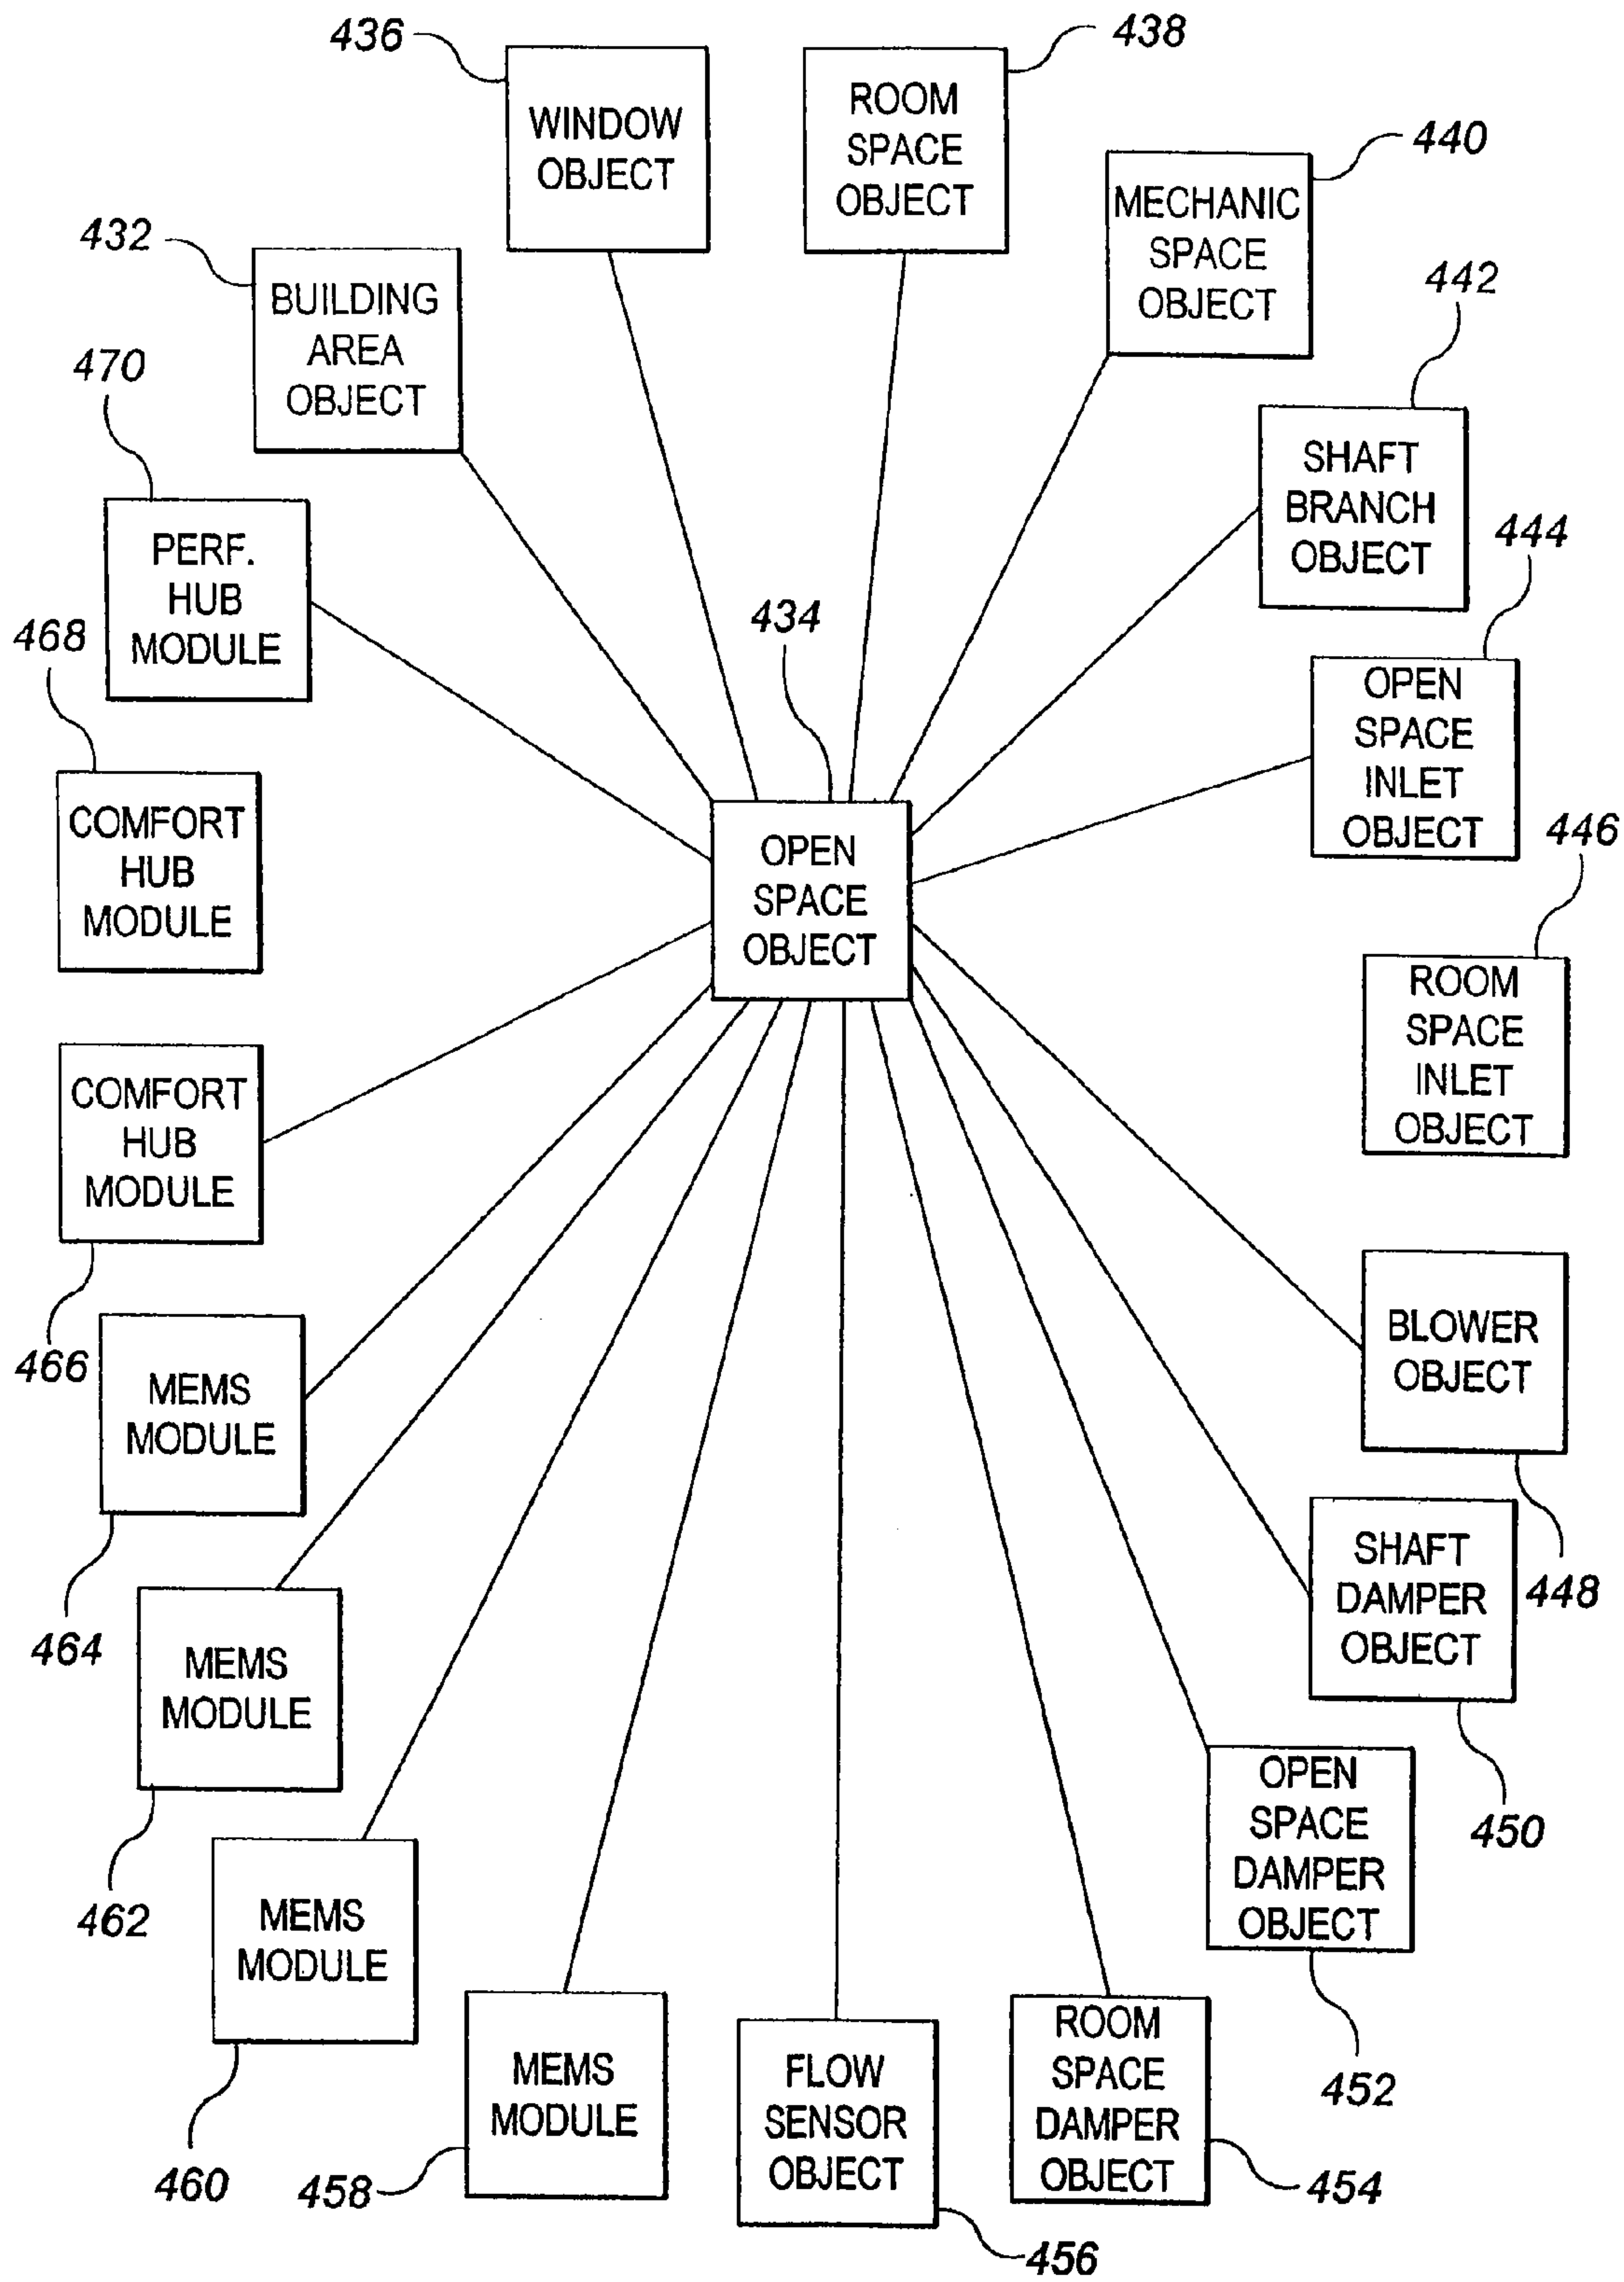 436
WINDOW
OBJECT
438
ROOM
SPACE
OBJECT
440
MECHANIC
SPACE
OBJECT
432
BUILDING
AREA
OBJECT
442
SHAFT
BRANCH
OBJECT
470
PERF.
HUB
MODULE
444
OPEN
SPACE
INLET
OBJECT
434
OPEN
SPACE
OBJECT
468
COMFORT
HUB
MODULE
446
ROOM
SPACE
INLET
OBJECT
COMFORT
HUB
MODULE
466
BLOWER
OBJECT
448
MEMS
MODULE
464
SHAFT
DAMPER
OBJECT
450
MEMS
MODULE
462
OPEN
SPACE
DAMPER
OBJECT
452
MEMS
MODULE
460
MEMS
MODULE
458
FLOW
SENSOR
OBJECT
456
ROOM
SPACE
DAMPER
OBJECT
454